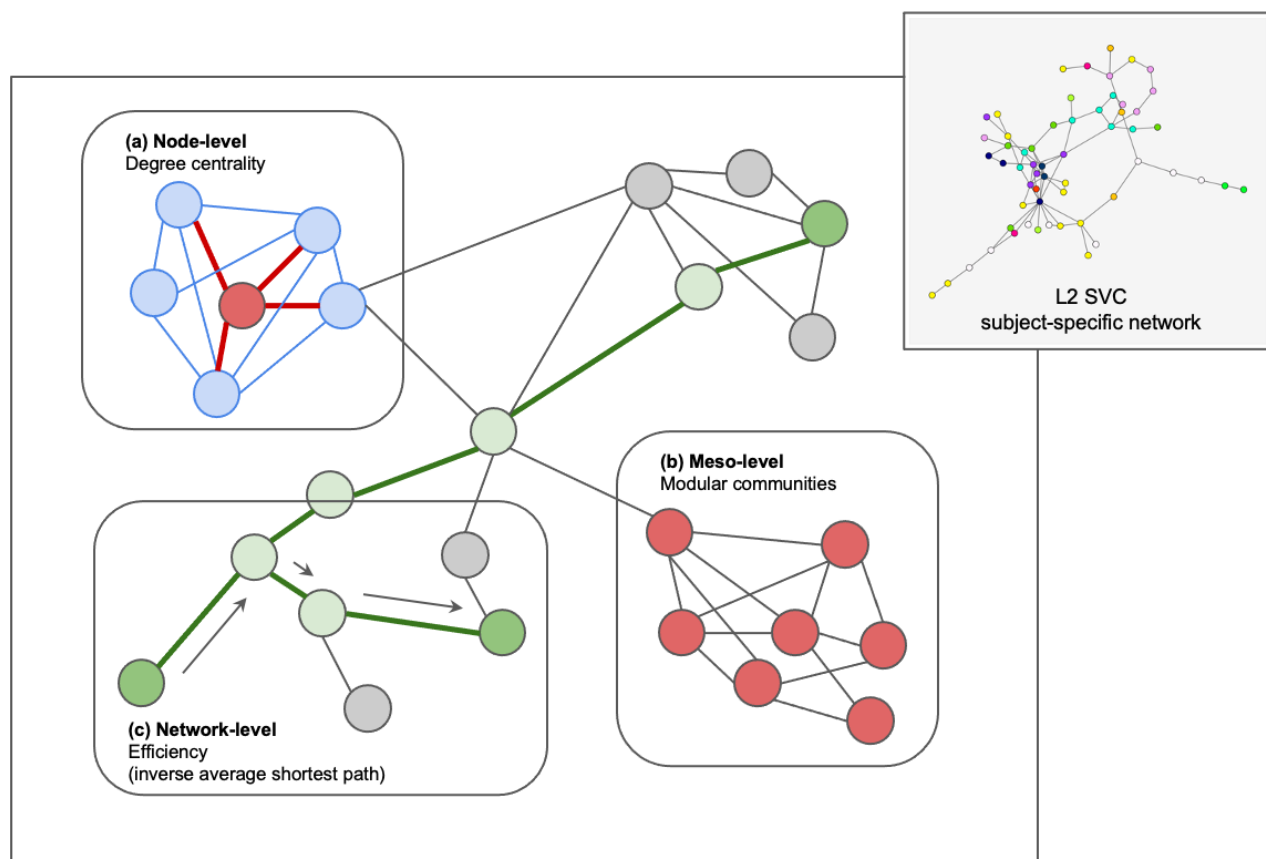 (a) Node-level
Degree centrality
L2 SVC
subject-specific network
(b) Meso-level
Modular communities
(c) Network-level
Efficiency
(inverse average shortest path)